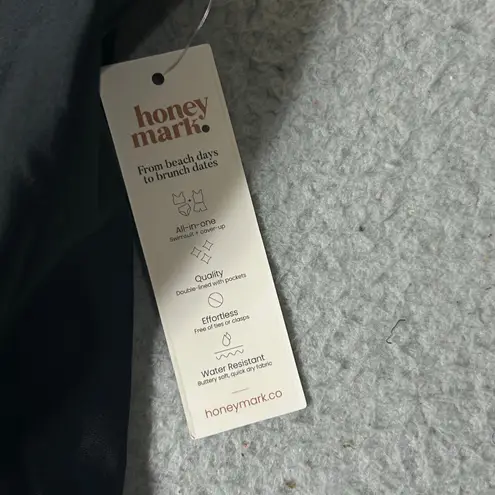 honey
mark.
From beach days
to brunch dates
All-in-one
Swimsuit + cover-up
Quality
Double-lined with pockets
Effortless
Free of ties or clasps
Water Resistant
Buttery soft, quick dry fabric
honeymark.co